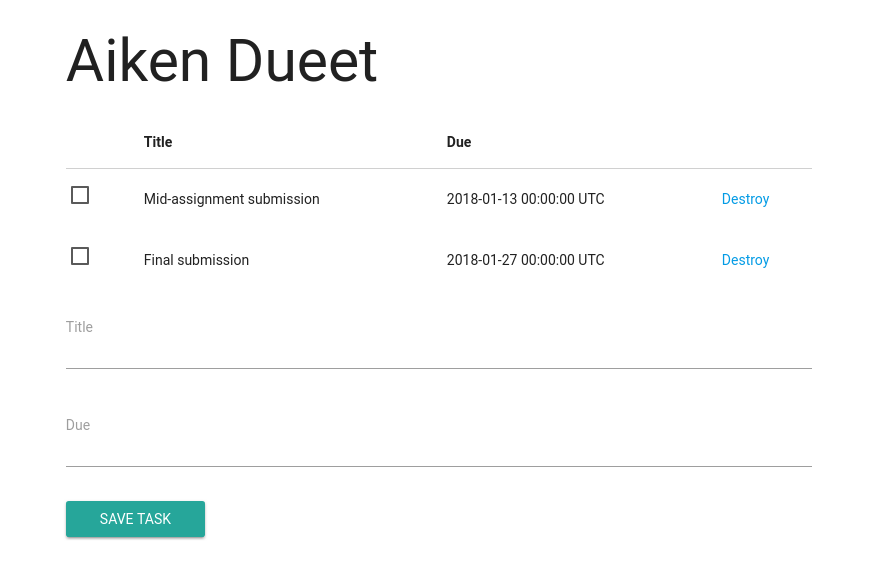 Aiken Dueet
Title Due
Mid-assignment submission 2018-01-13 00:00:00 UTC Destroy
Final submission 2018-01-27 00:00:00 UTC Destroy
Title
Due
SAVE TASK